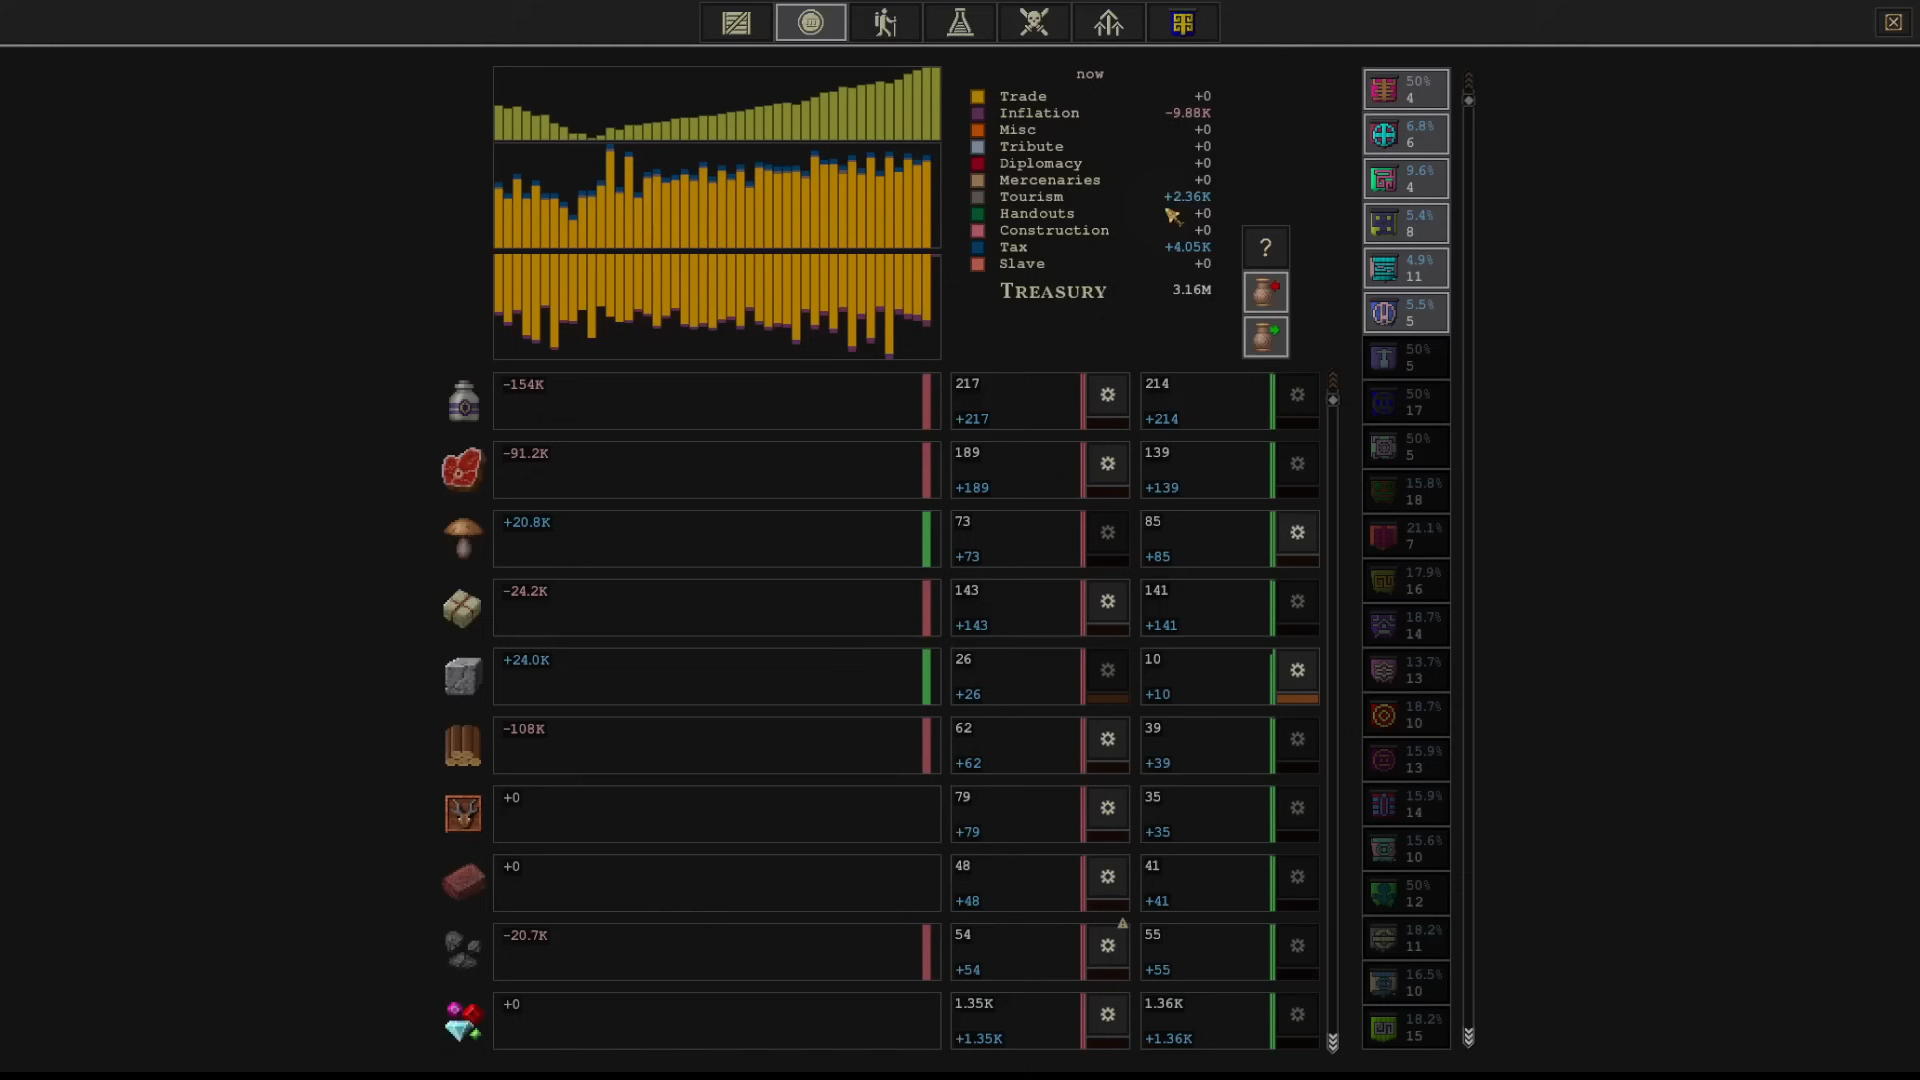 now
Trade +0
Inflation -9.88K
Misc +0
Tribute +0
Diplomacy +0
Mercenaries +0
Tourism +2.36K
Handouts +0
Construction +0
Tax +4.05K
Slave +0
TREASURY 3.16M
?
-154K 217 214
+217 +214
-91.2K 189 139
+189 +139
+20.8K 73 85
+73 +85
-24.2K 143 141
+143 +141
+24.0K 26 10
+26 +10
-108K 62 39
+62 +39
+0 79 35
+79 +35
+0 48 41
+48 +41
-20.7K 54 55
+54 +55
+0 1.35K 1.36K
+1.35K +1.36K
50%
4
6.8%
6
9.6%
4
5.4%
8
4.9%
11
5.5%
5
50%
5
50%
17
50%
5
15.8%
18
21.1%
7
17.9%
16
18.7%
14
13.7%
13
18.7%
10
15.9%
13
15.9%
14
15.6%
10
50%
12
18.2%
11
16.5%
10
18.2%
15